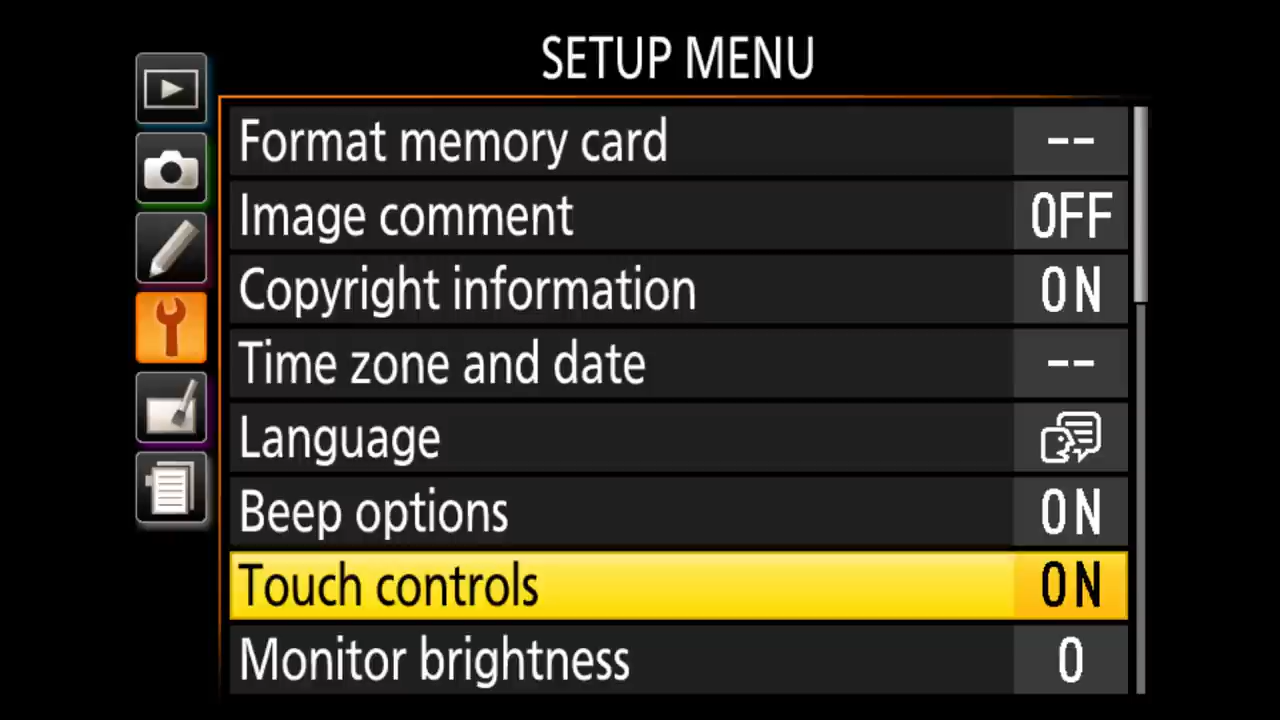 SETUP MENU
Format memory card --
Image comment OFF
Copyright information ON
Time zone and date --
Language
Beep options ON
Touch controls ON
Monitor brightness 0